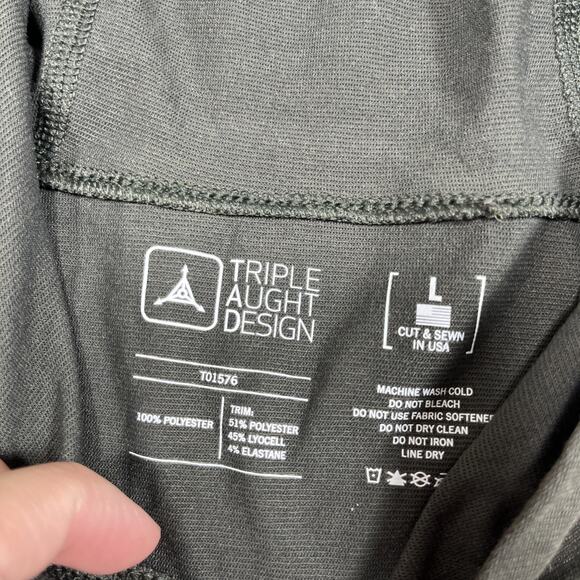 TRIPLE
AUGHT
DESIGN
L
CUT & SEWN
IN USA
T01576
100% POLYESTER
TRIM:
51% POLYESTER
45% LYOCELL
4% ELASTANE
MACHINE WASH COLD
DO NOT BLEACH
DO NOT USE FABRIC SOFTENER
DO NOT DRY CLEAN
DO NOT IRON
LINE DRY